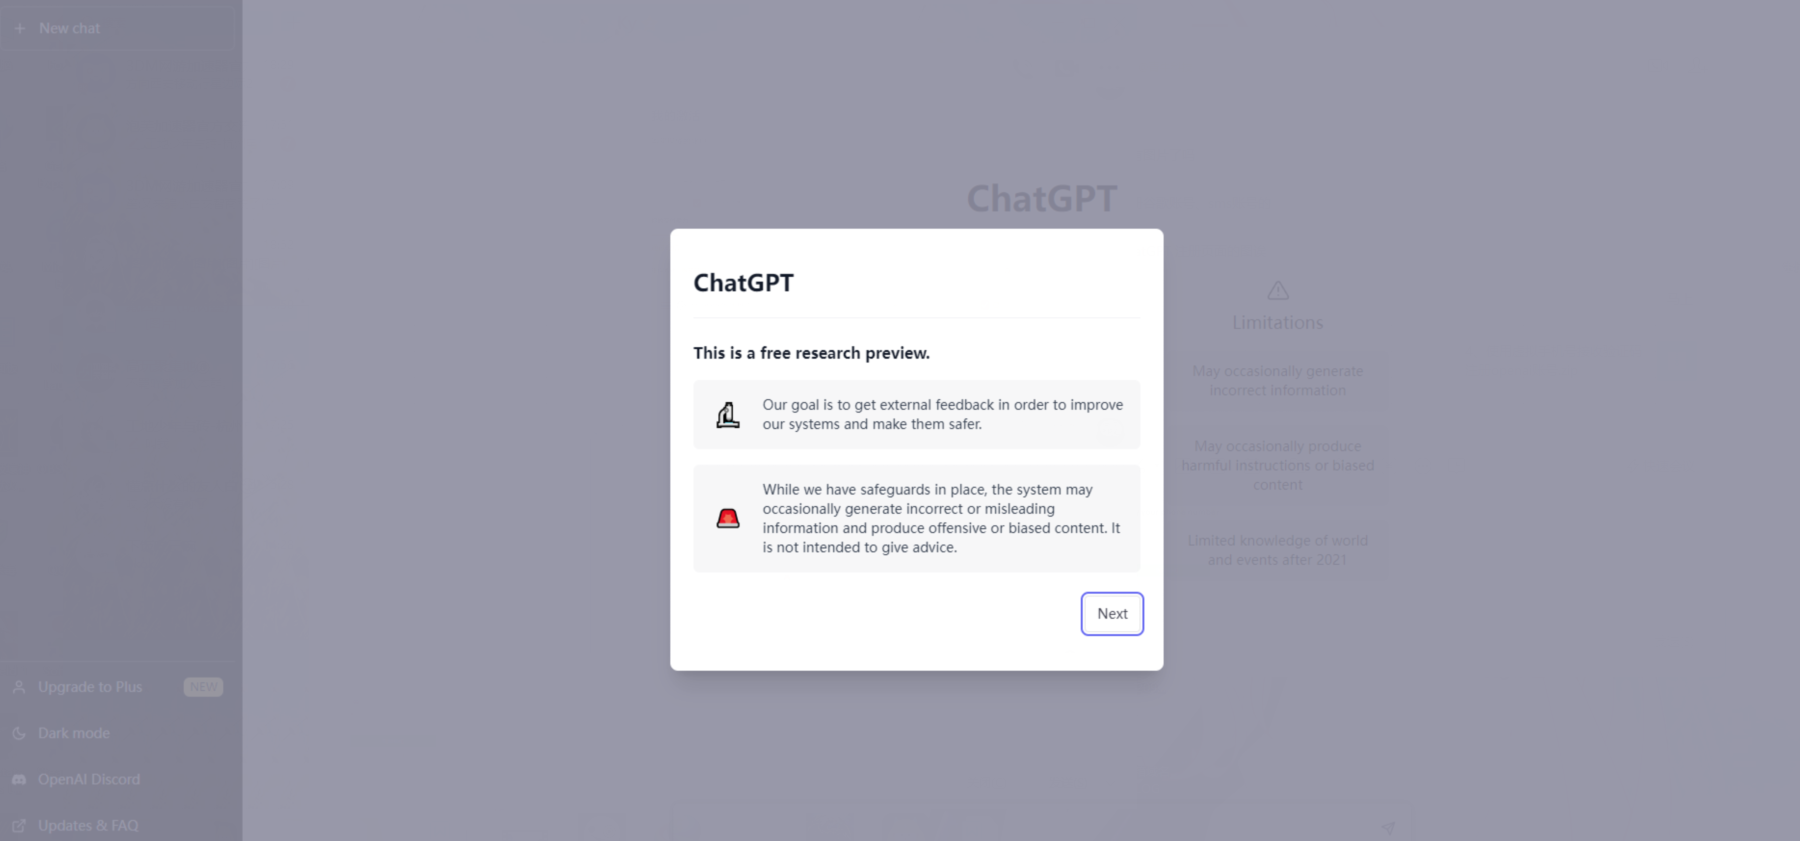 New chat
ChatGPT
Limitations
May occasionally generate
incorrect information
May occasionally produce
harmful instructions or biased
content
Limited knowledge of world
and events after 2021
ChatGPT
This is a free research preview.
Our goal is to get external feedback in order to improve
our systems and make them safer.
While we have safeguards in place, the system may
occasionally generate incorrect or misleading
information and produce offensive or biased content. It
is not intended to give advice.
Next
Upgrade to Plus NEW
Dark mode
OpenAI Discord
Updates & FAQ